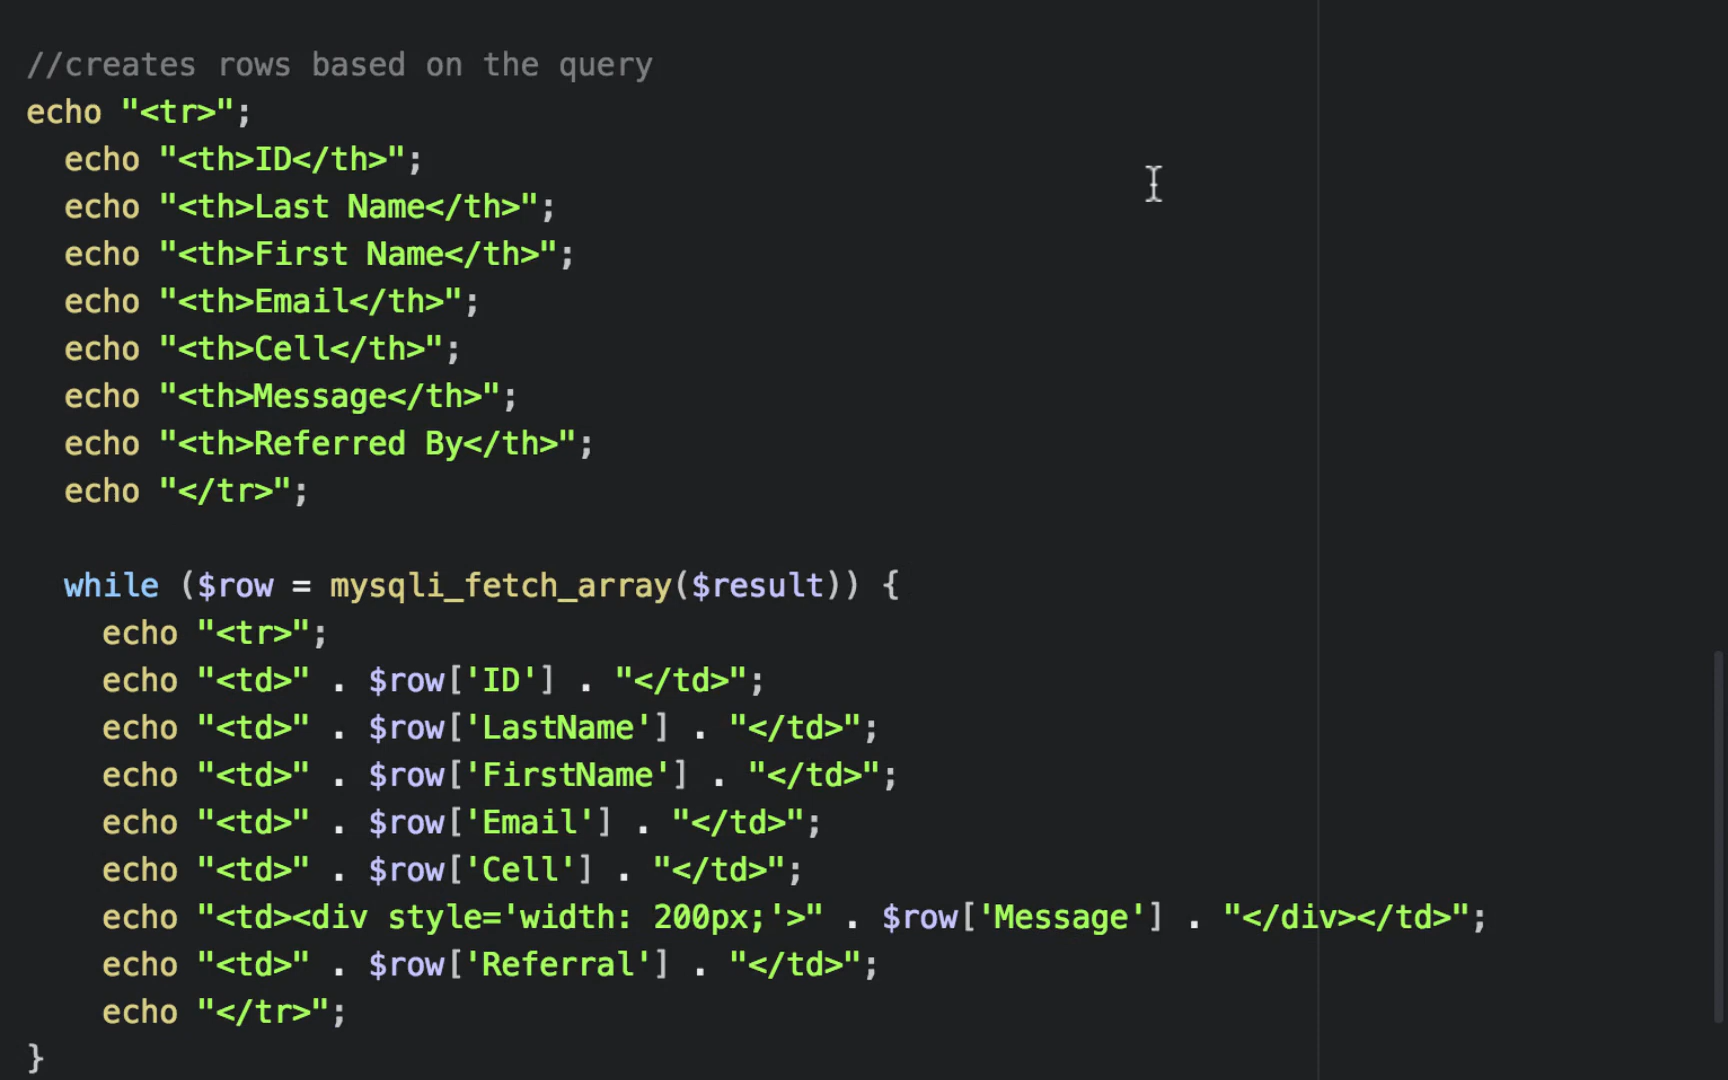 //creates rows based on the query
echo "<tr>";
  echo "<th>ID</th>";
  echo "<th>Last Name</th>";
  echo "<th>First Name</th>";
  echo "<th>Email</th>";
  echo "<th>Cell</th>";
  echo "<th>Message</th>";
  echo "<th>Referred By</th>";
  echo "</tr>";

  while ($row = mysqli_fetch_array($result)) {
    echo "<tr>";
    echo "<td>" . $row['ID'] . "</td>";
    echo "<td>" . $row['LastName'] . "</td>";
    echo "<td>" . $row['FirstName'] . "</td>";
    echo "<td>" . $row['Email'] . "</td>";
    echo "<td>" . $row['Cell'] . "</td>";
    echo "<td><div style='width: 200px;'>" . $row['Message'] . "</div></td>";
    echo "<td>" . $row['Referral'] . "</td>";
    echo "</tr>";
}